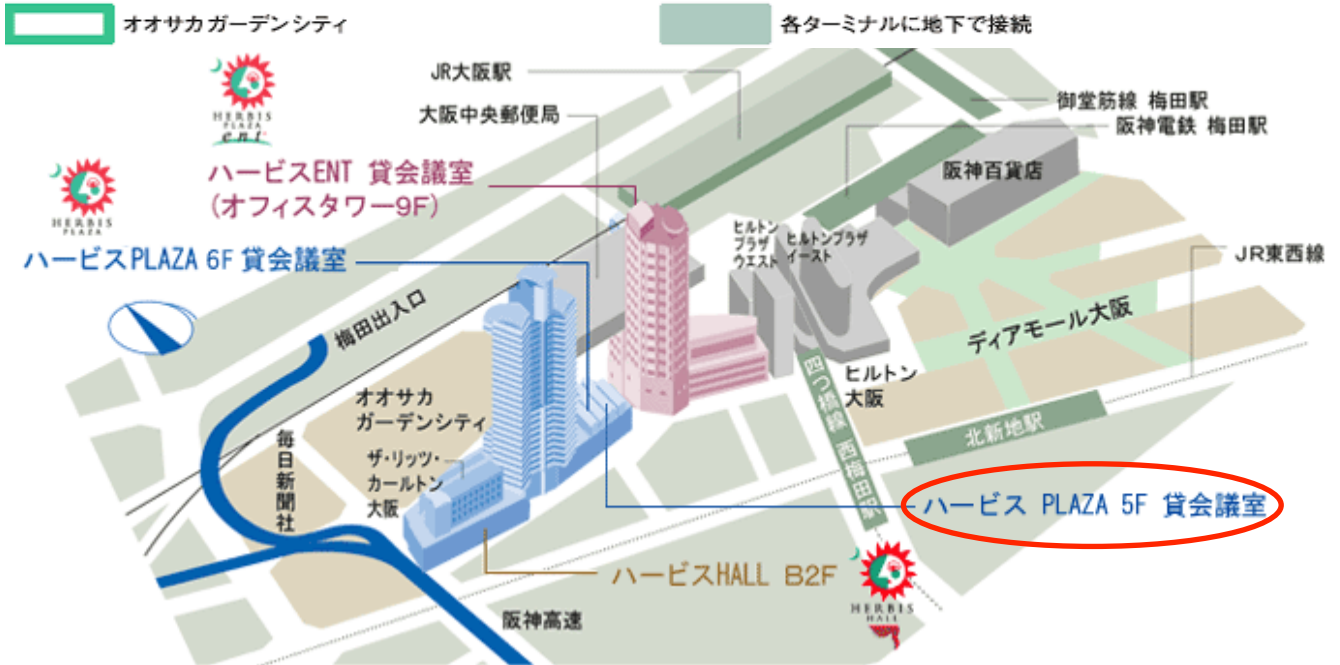 オオサカガーデンシティ
各ターミナルに地下で接続
JR大阪駅
大阪中央郵便局
御堂筋線 梅田駅
阪神電鉄 梅田駅
阪神百貨店
HERBIS
PLAZA
ent
ハービスENT 貸会議室
(オフィスタワー9F)
HERBIS
PLAZA
ハービスPLAZA 6F 貸会議室
ヒルトン
プラザ
ウエスト
ヒルトンプラザ
イースト
JR東西線
梅田出入口
ディアモール大阪
オオサカ
ガーデンシティ
ヒルトン
大阪
四つ橋線 西梅田駅
北新地駅
毎日新聞社
ザ・リッツ・
カールトン
大阪
ハービス PLAZA 5F 貸会議室
ハービスHALL B2F
HERBIS
HALL
阪神高速